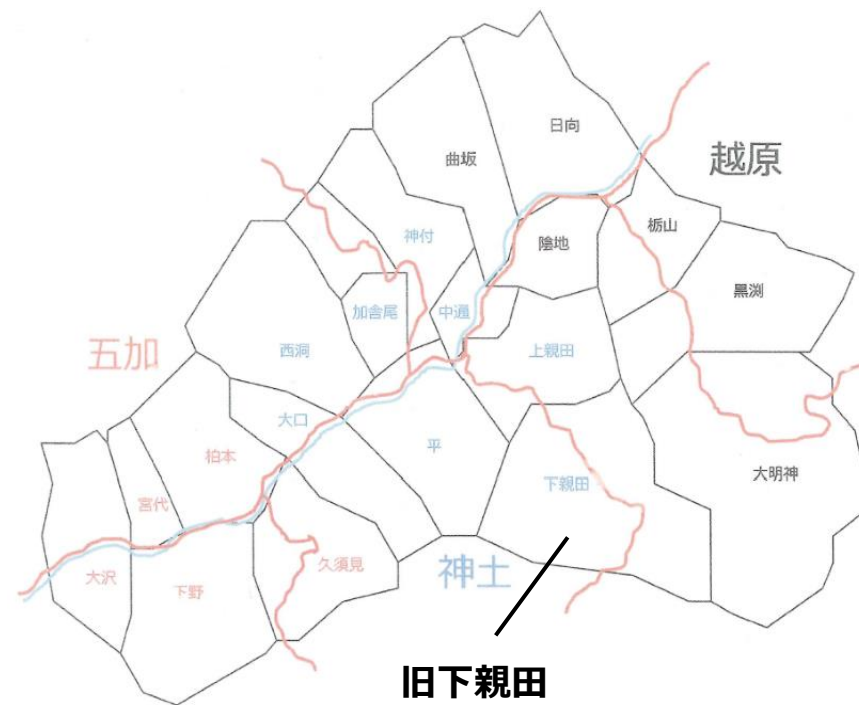 日向
曲坂
越原
栃山
神付
陰地
黒渕
加舎尾
中通
五加
西洞
上親田
大口
平
柏本
大明神
下親田
宮代
久須見
神土
大沢
下野
旧下親田